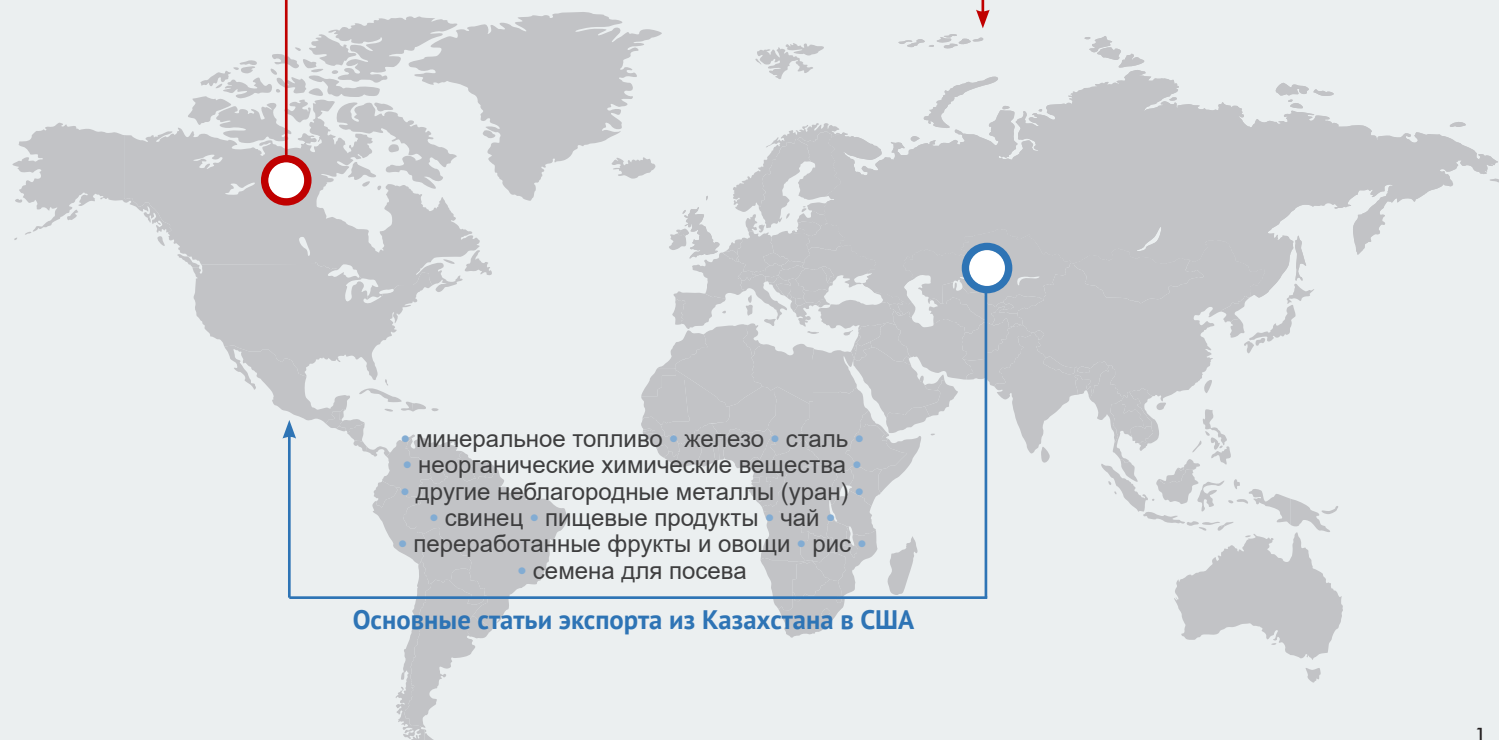 • минеральное топливо • железо • сталь •
• неорганические химические вещества •
• другие неблагородные металлы (уран) •
• свинец • пищевые продукты • чай •
• переработанные фрукты и овощи • рис •
• семена для посева
Основные статьи экспорта из Казахстана в США
1